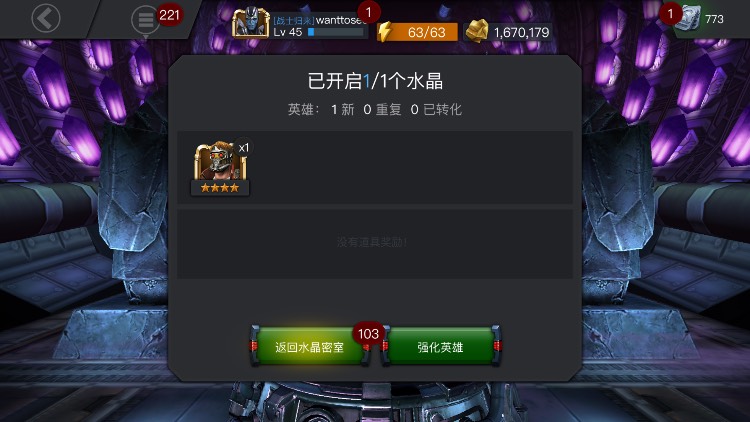 221
[战士归来]wanttose
1
Lv 45
63/63
1,670,179
1
773
已开启1/1个水晶
英雄： 1 新 0 重复 0 已转化
x1
没有道具奖励！
返回水晶密室
103
强化英雄